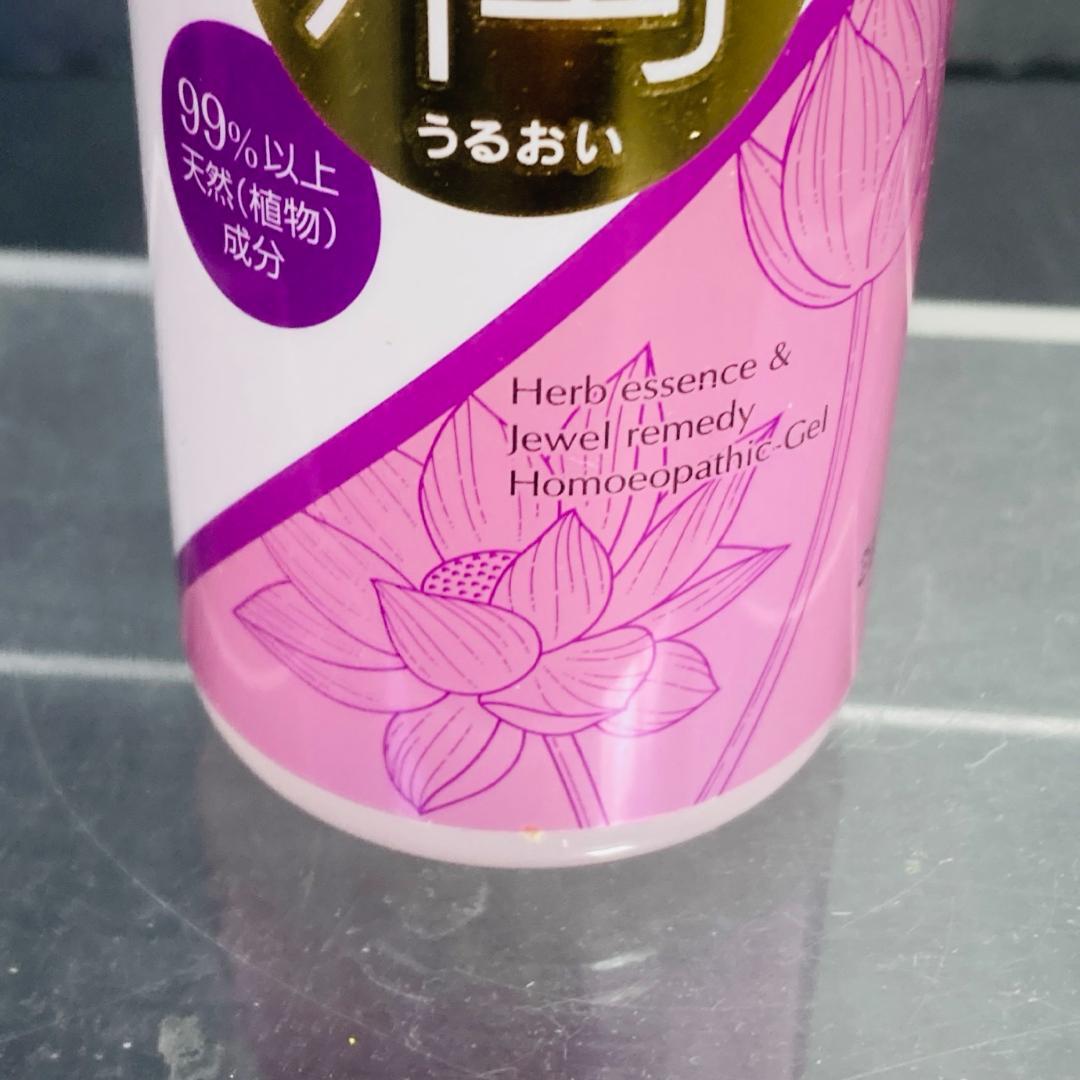 うるおい
99%以上
天然(植物)
成分
Herb essence &
Jewel remedy
Homoeopathic-Gel